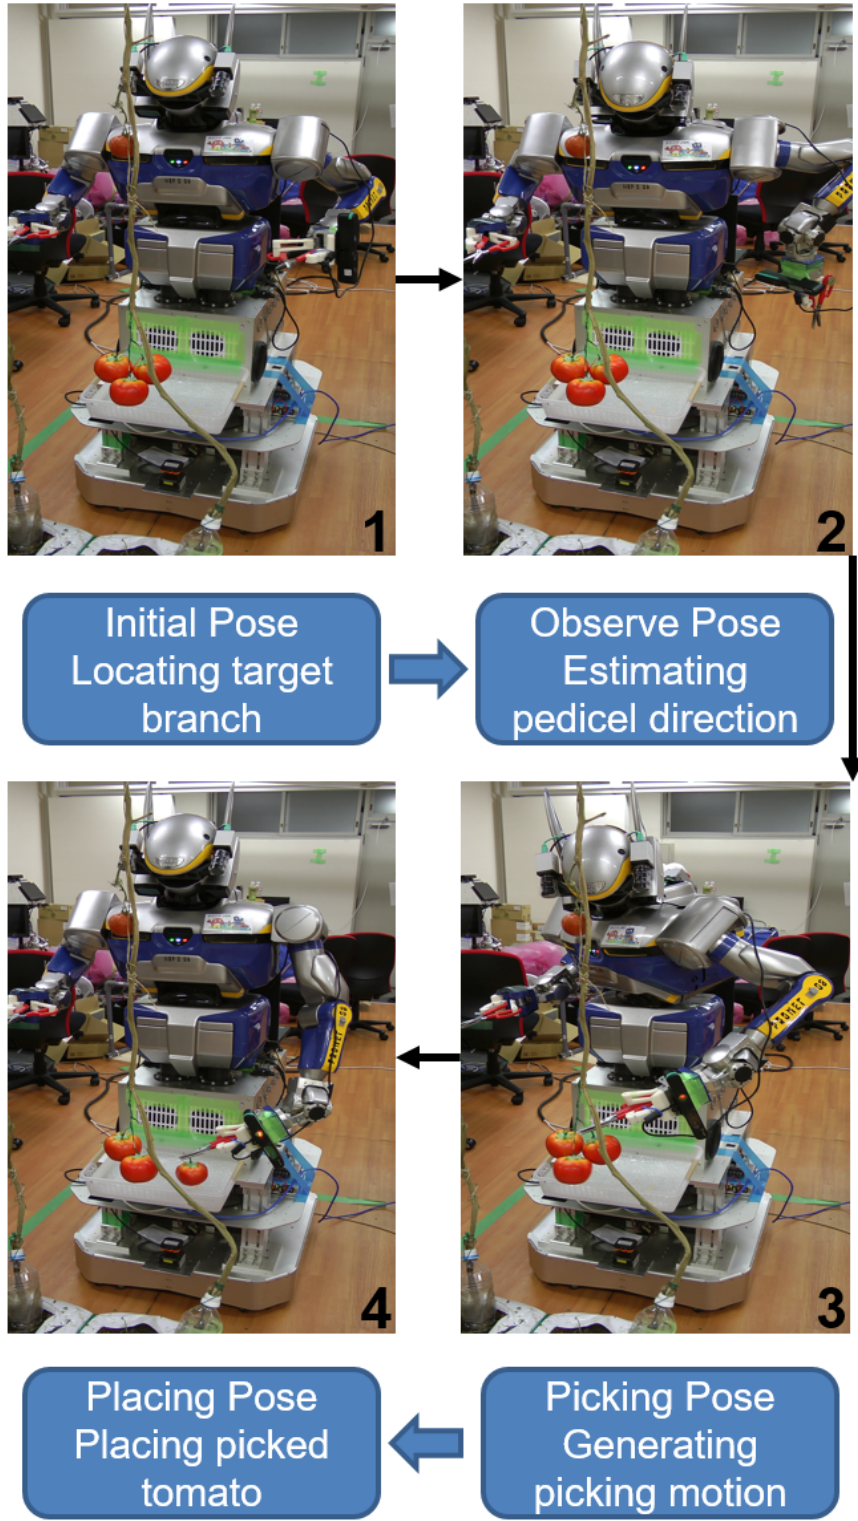 1
2
Initial Pose
Locating target
branch
Observe Pose
Estimating
pedicel direction
4
3
Placing Pose
Placing picked
tomato
Picking Pose
Generating
picking motion